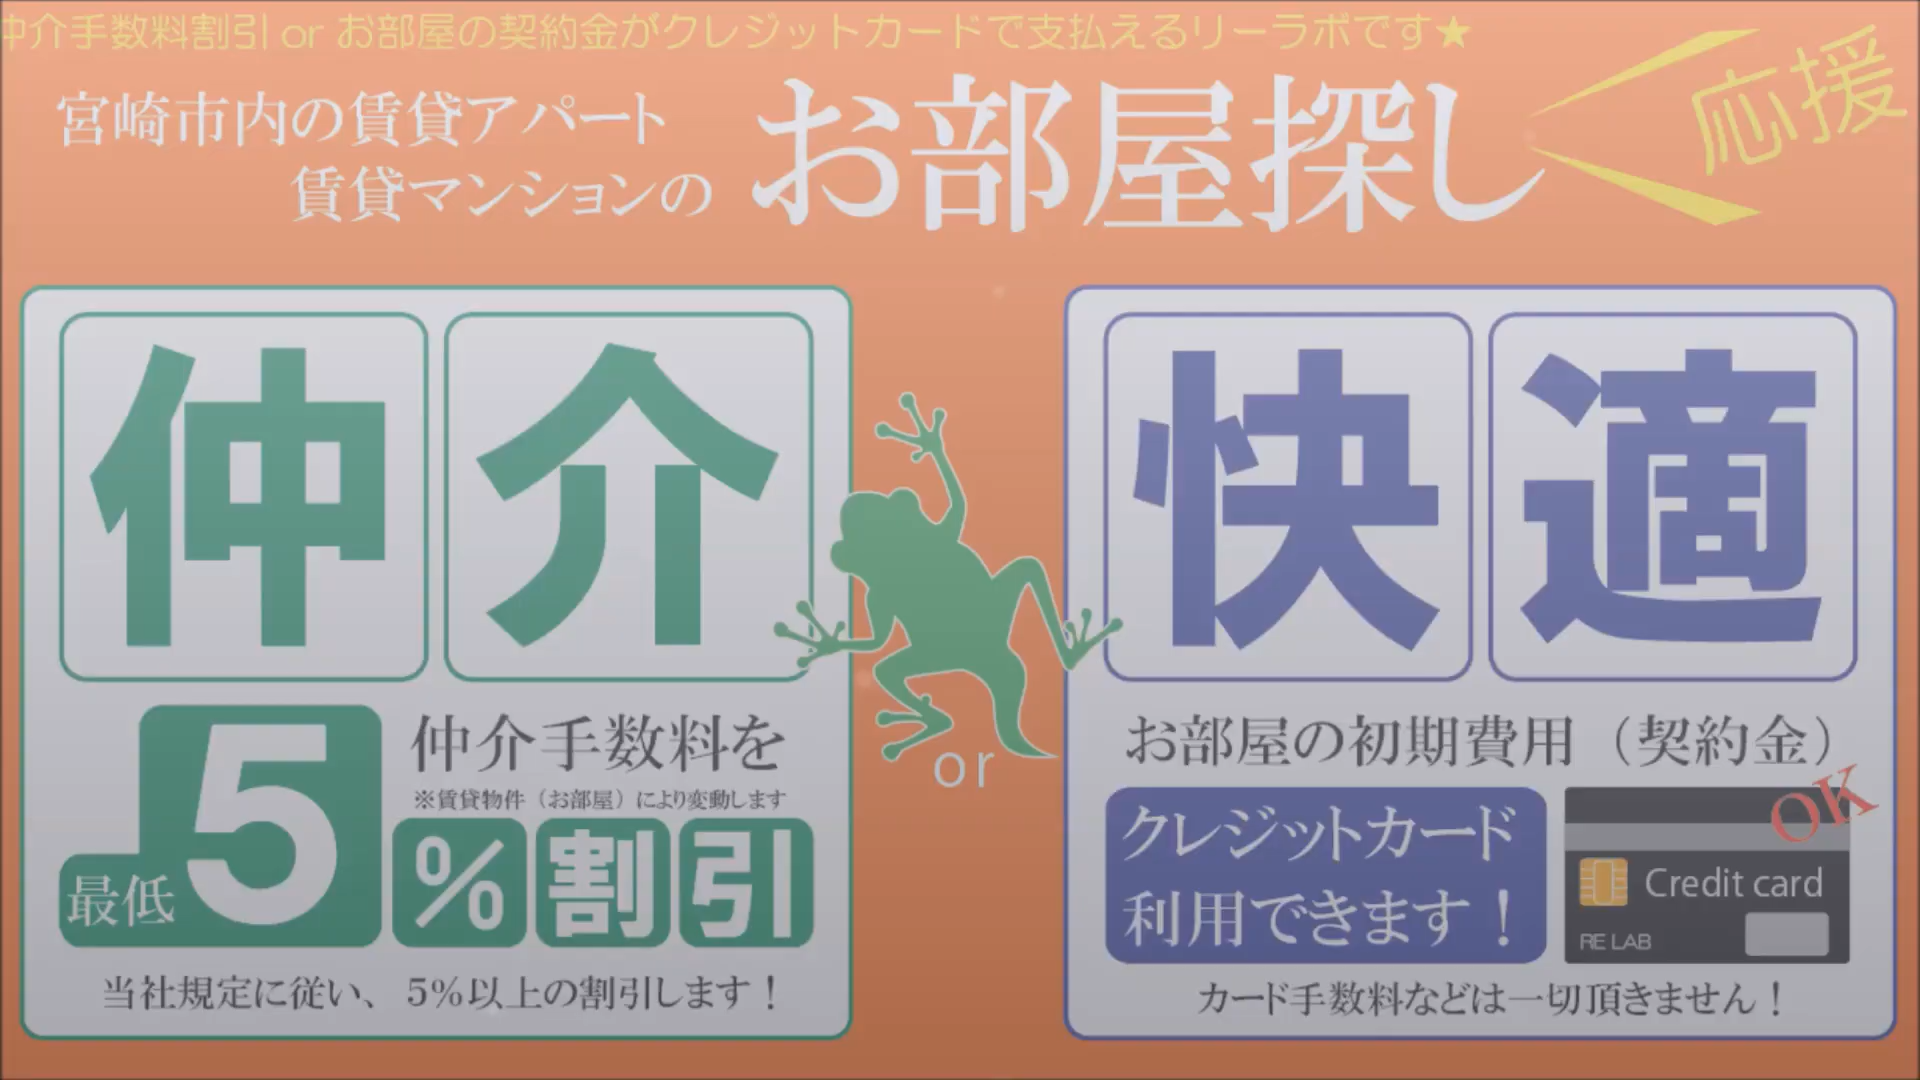 仲介手数料割引 or お部屋の契約金がクレジットカードで支払えるリーラボです★
宮崎市内の賃貸アパート
賃貸マンションの
お部屋探し
応援
仲介
最低5%割引
仲介手数料を
※賃貸物件（お部屋）により変動します
当社規定に従い、 5%以上の割引します！
or
快適
お部屋の初期費用（契約金）
クレジットカード
利用できます！
OK
Credit card
RE LAB
カード手数料などは一切頂きません！